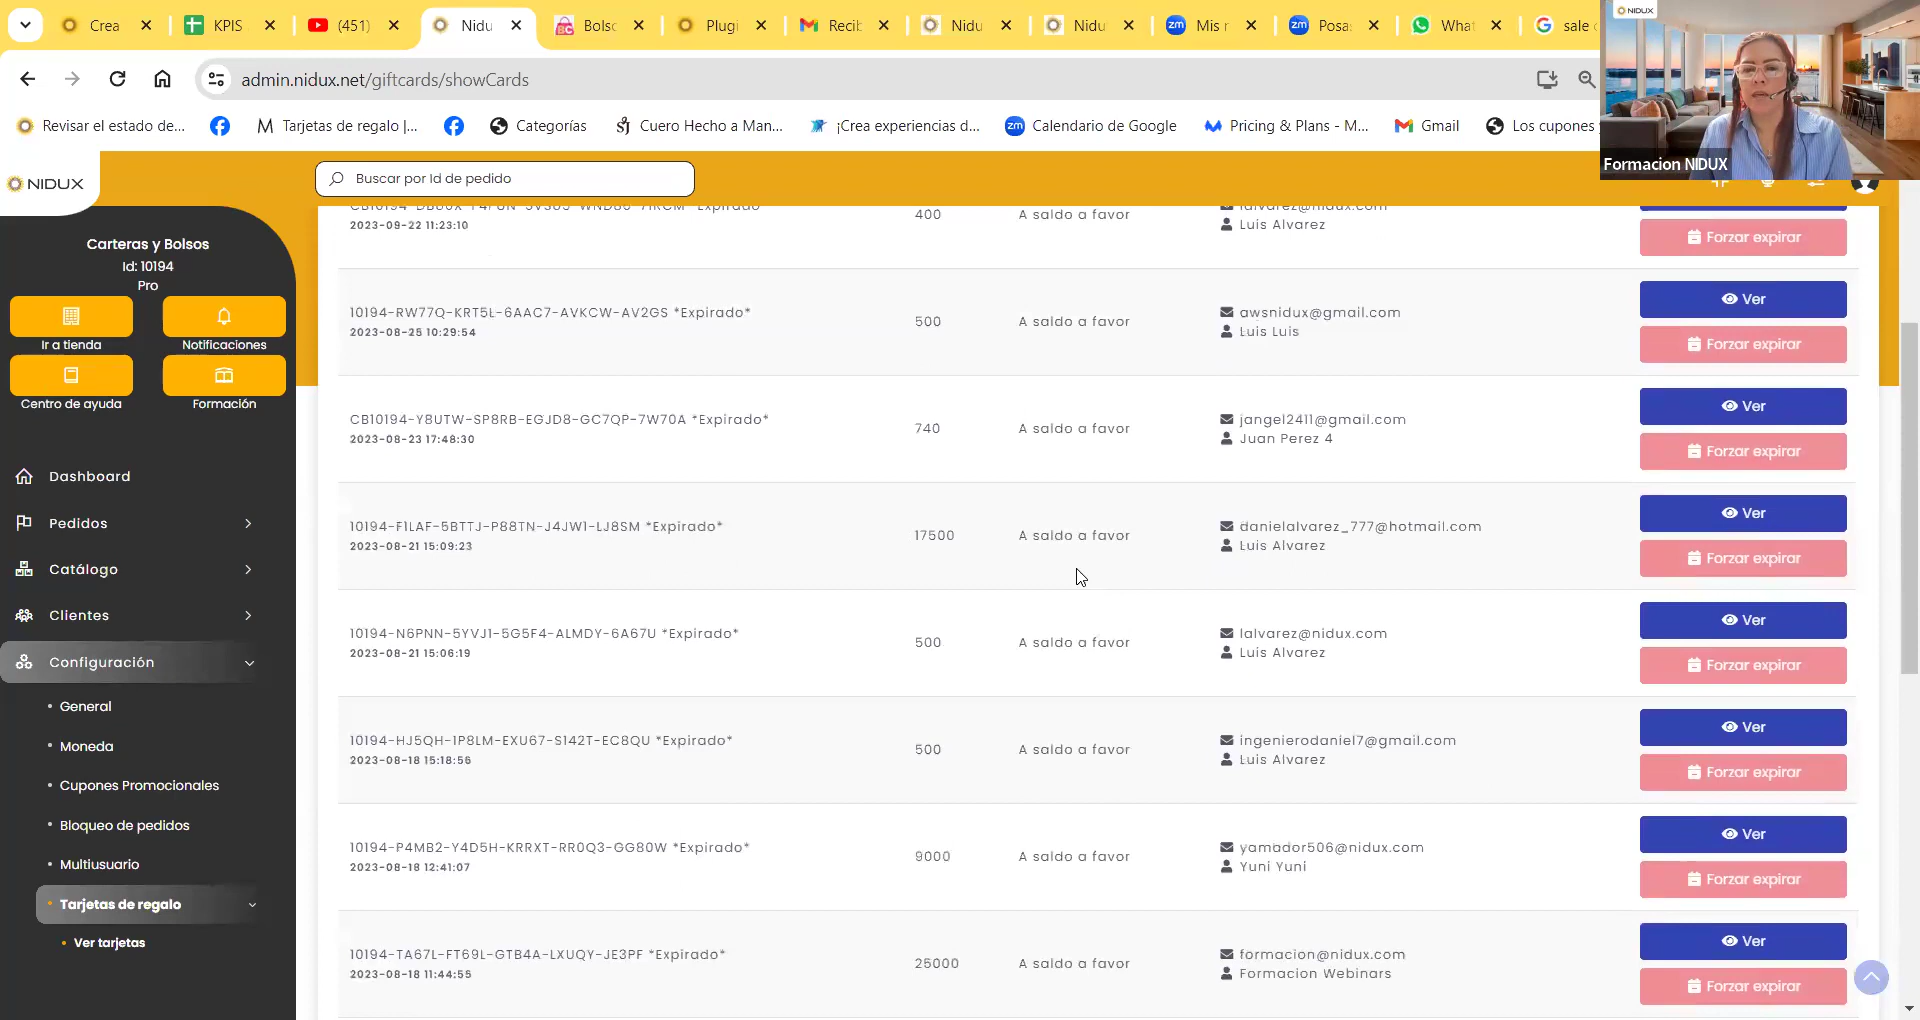 Crea
KPIS
(451)
Nidu
Bolso
Plugi
Recib
Nidu
Nidu
Mis r
Posa
What
sale
admin.nidux.net/giftcards/showCards
Revisar el estado de...
Tarjetas de regalo |...
Categorías
Cuero Hecho a Man...
¡Crea experiencias d...
Calendario de Google
Pricing & Plans - M...
Gmail
Los cupones
NIDUX
Formacion NIDUX
NIDUX
Buscar por Id de pedido
Carteras y Bolsos
Id: 10194
Pro
Ir a tienda
Notificaciones
Centro de ayuda
Formación
Dashboard
Pedidos
Catálogo
Clientes
Configuración
General
Moneda
Cupones Promocionales
Bloqueo de pedidos
Multiusuario
Tarjetas de regalo
Ver tarjetas
2023-09-22 11:23:10
400
A saldo a favor
lalvarez@nidux.com
Luis Alvarez
Forzar expirar
10194-RW77Q-KRT5L-6AAC7-AVKCW-AV2GS *Expirado*
2023-08-25 10:29:54
500
A saldo a favor
awsnidux@gmail.com
Luis Luis
Ver
Forzar expirar
CB10194-Y8UTW-SP8RB-EGJD8-GC7QP-7W70A *Expirado*
2023-08-23 17:48:30
740
A saldo a favor
jangel2411@gmail.com
Juan Perez 4
Ver
Forzar expirar
10194-F1LAF-5BTTJ-P88TN-J4JW1-LJ8SM *Expirado*
2023-08-21 15:09:23
17500
A saldo a favor
danielalvarez_777@hotmail.com
Luis Alvarez
Ver
Forzar expirar
10194-N6PNN-5YVJ1-5G5F4-ALMDY-6A67U *Expirado*
2023-08-21 15:06:19
500
A saldo a favor
lalvarez@nidux.com
Luis Alvarez
Ver
Forzar expirar
10194-HJ5QH-1P8LM-EXU67-S142T-EC8QU *Expirado*
2023-08-18 15:18:56
500
A saldo a favor
ingenierodaniel7@gmail.com
Luis Alvarez
Ver
Forzar expirar
10194-P4MB2-Y4D5H-KRRXT-RR0Q3-GG80W *Expirado*
2023-08-18 12:41:07
9000
A saldo a favor
yamador506@nidux.com
Yuni Yuni
Ver
Forzar expirar
10194-TA67L-FT69L-GTB4A-LXUQY-JE3PF *Expirado*
2023-08-18 11:44:55
25000
A saldo a favor
formacion@nidux.com
Formacion Webinars
Ver
Forzar expirar